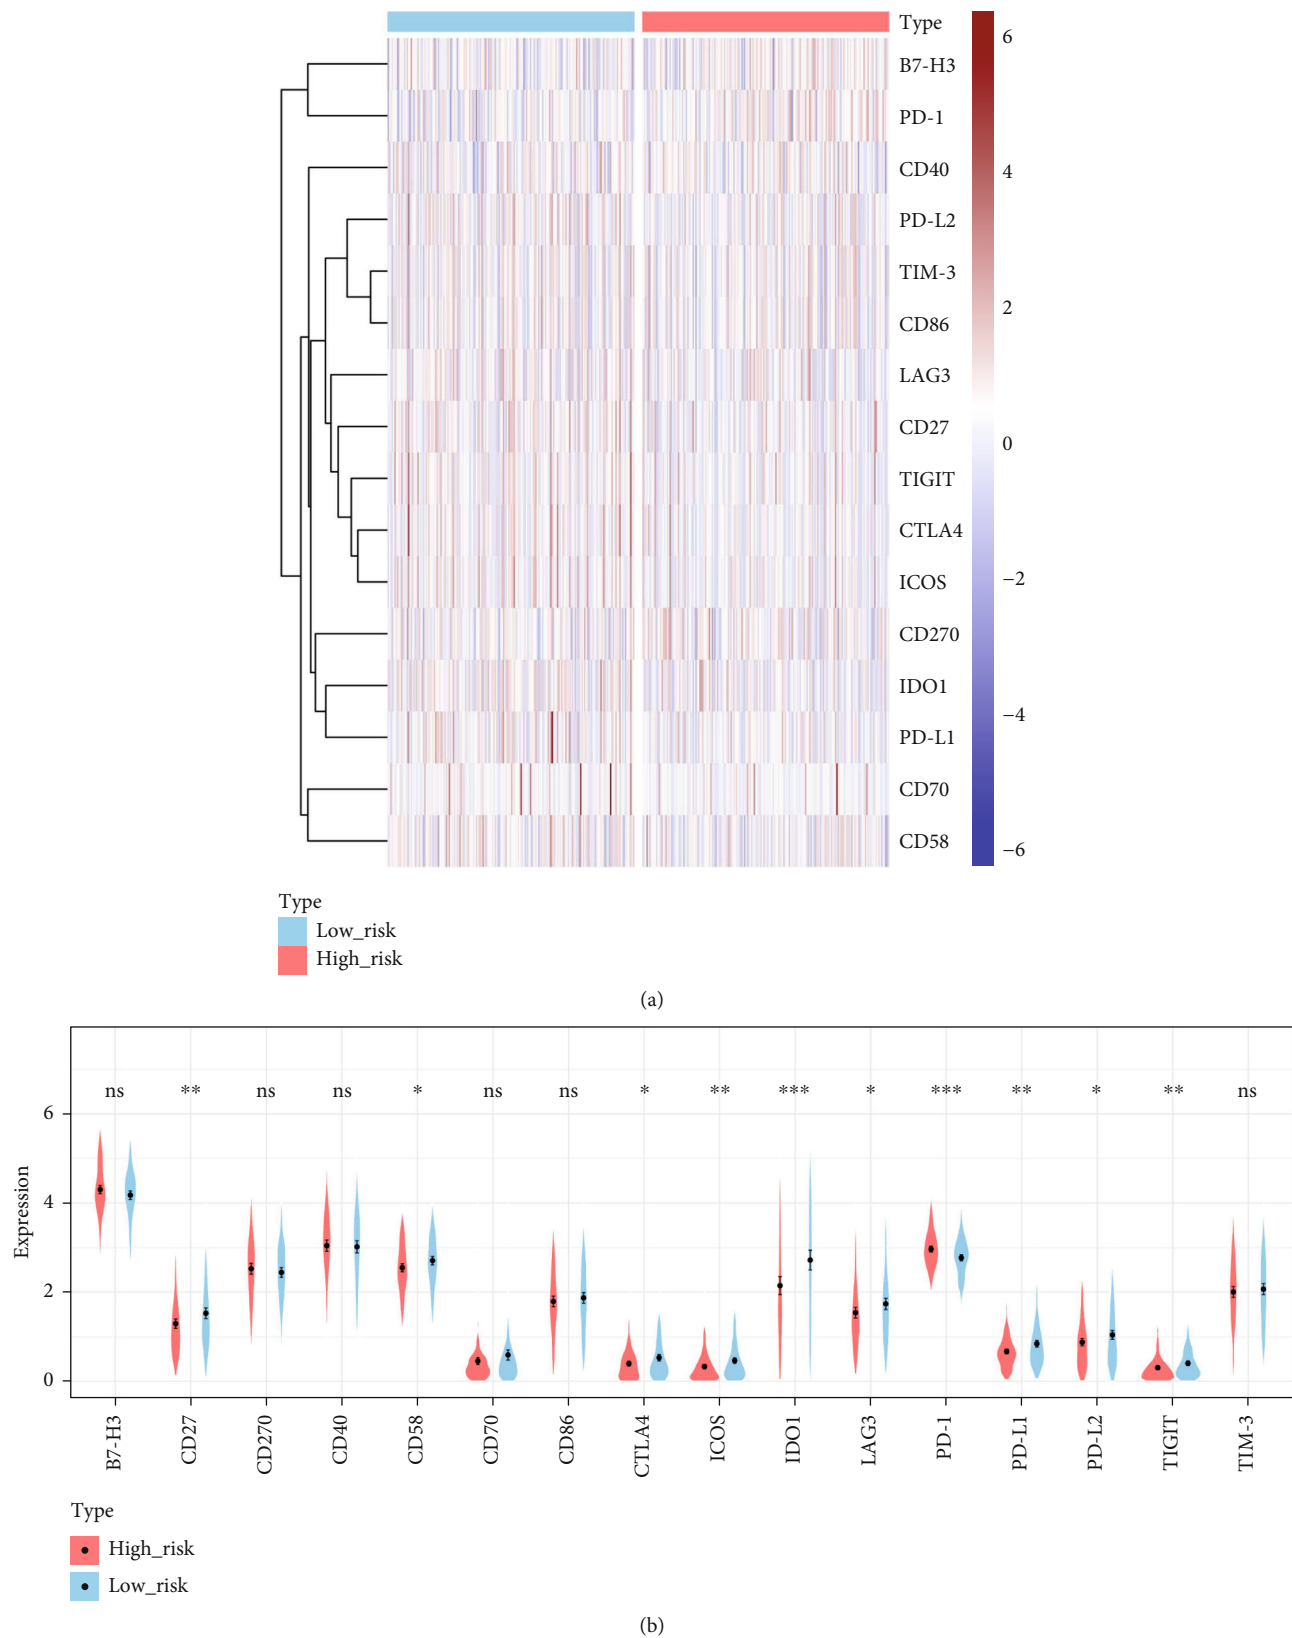 Type
6
B7-H3
PD-1
4
CD40
PD-L2
TIM-3
2
CD86
LAG3
CD27
0
TIGIT
CTLA4
−2
ICOS
CD270
IDO1
−4
PD-L1
CD70
CD58
−6
Type
Low_risk
High_risk
(a)
ns ** ns ns * ns ns * ** *** * *** ** * ** ns
6
4
2
0
Expression
B7-H3 CD27 CD270 CD40 CD58 CD70 CD86 CTLA4 ICOS IDO1 LAG3 PD-1 PD-L1 PD-L2 TIGIT TIM-3
Type
High_risk
Low_risk
(b)